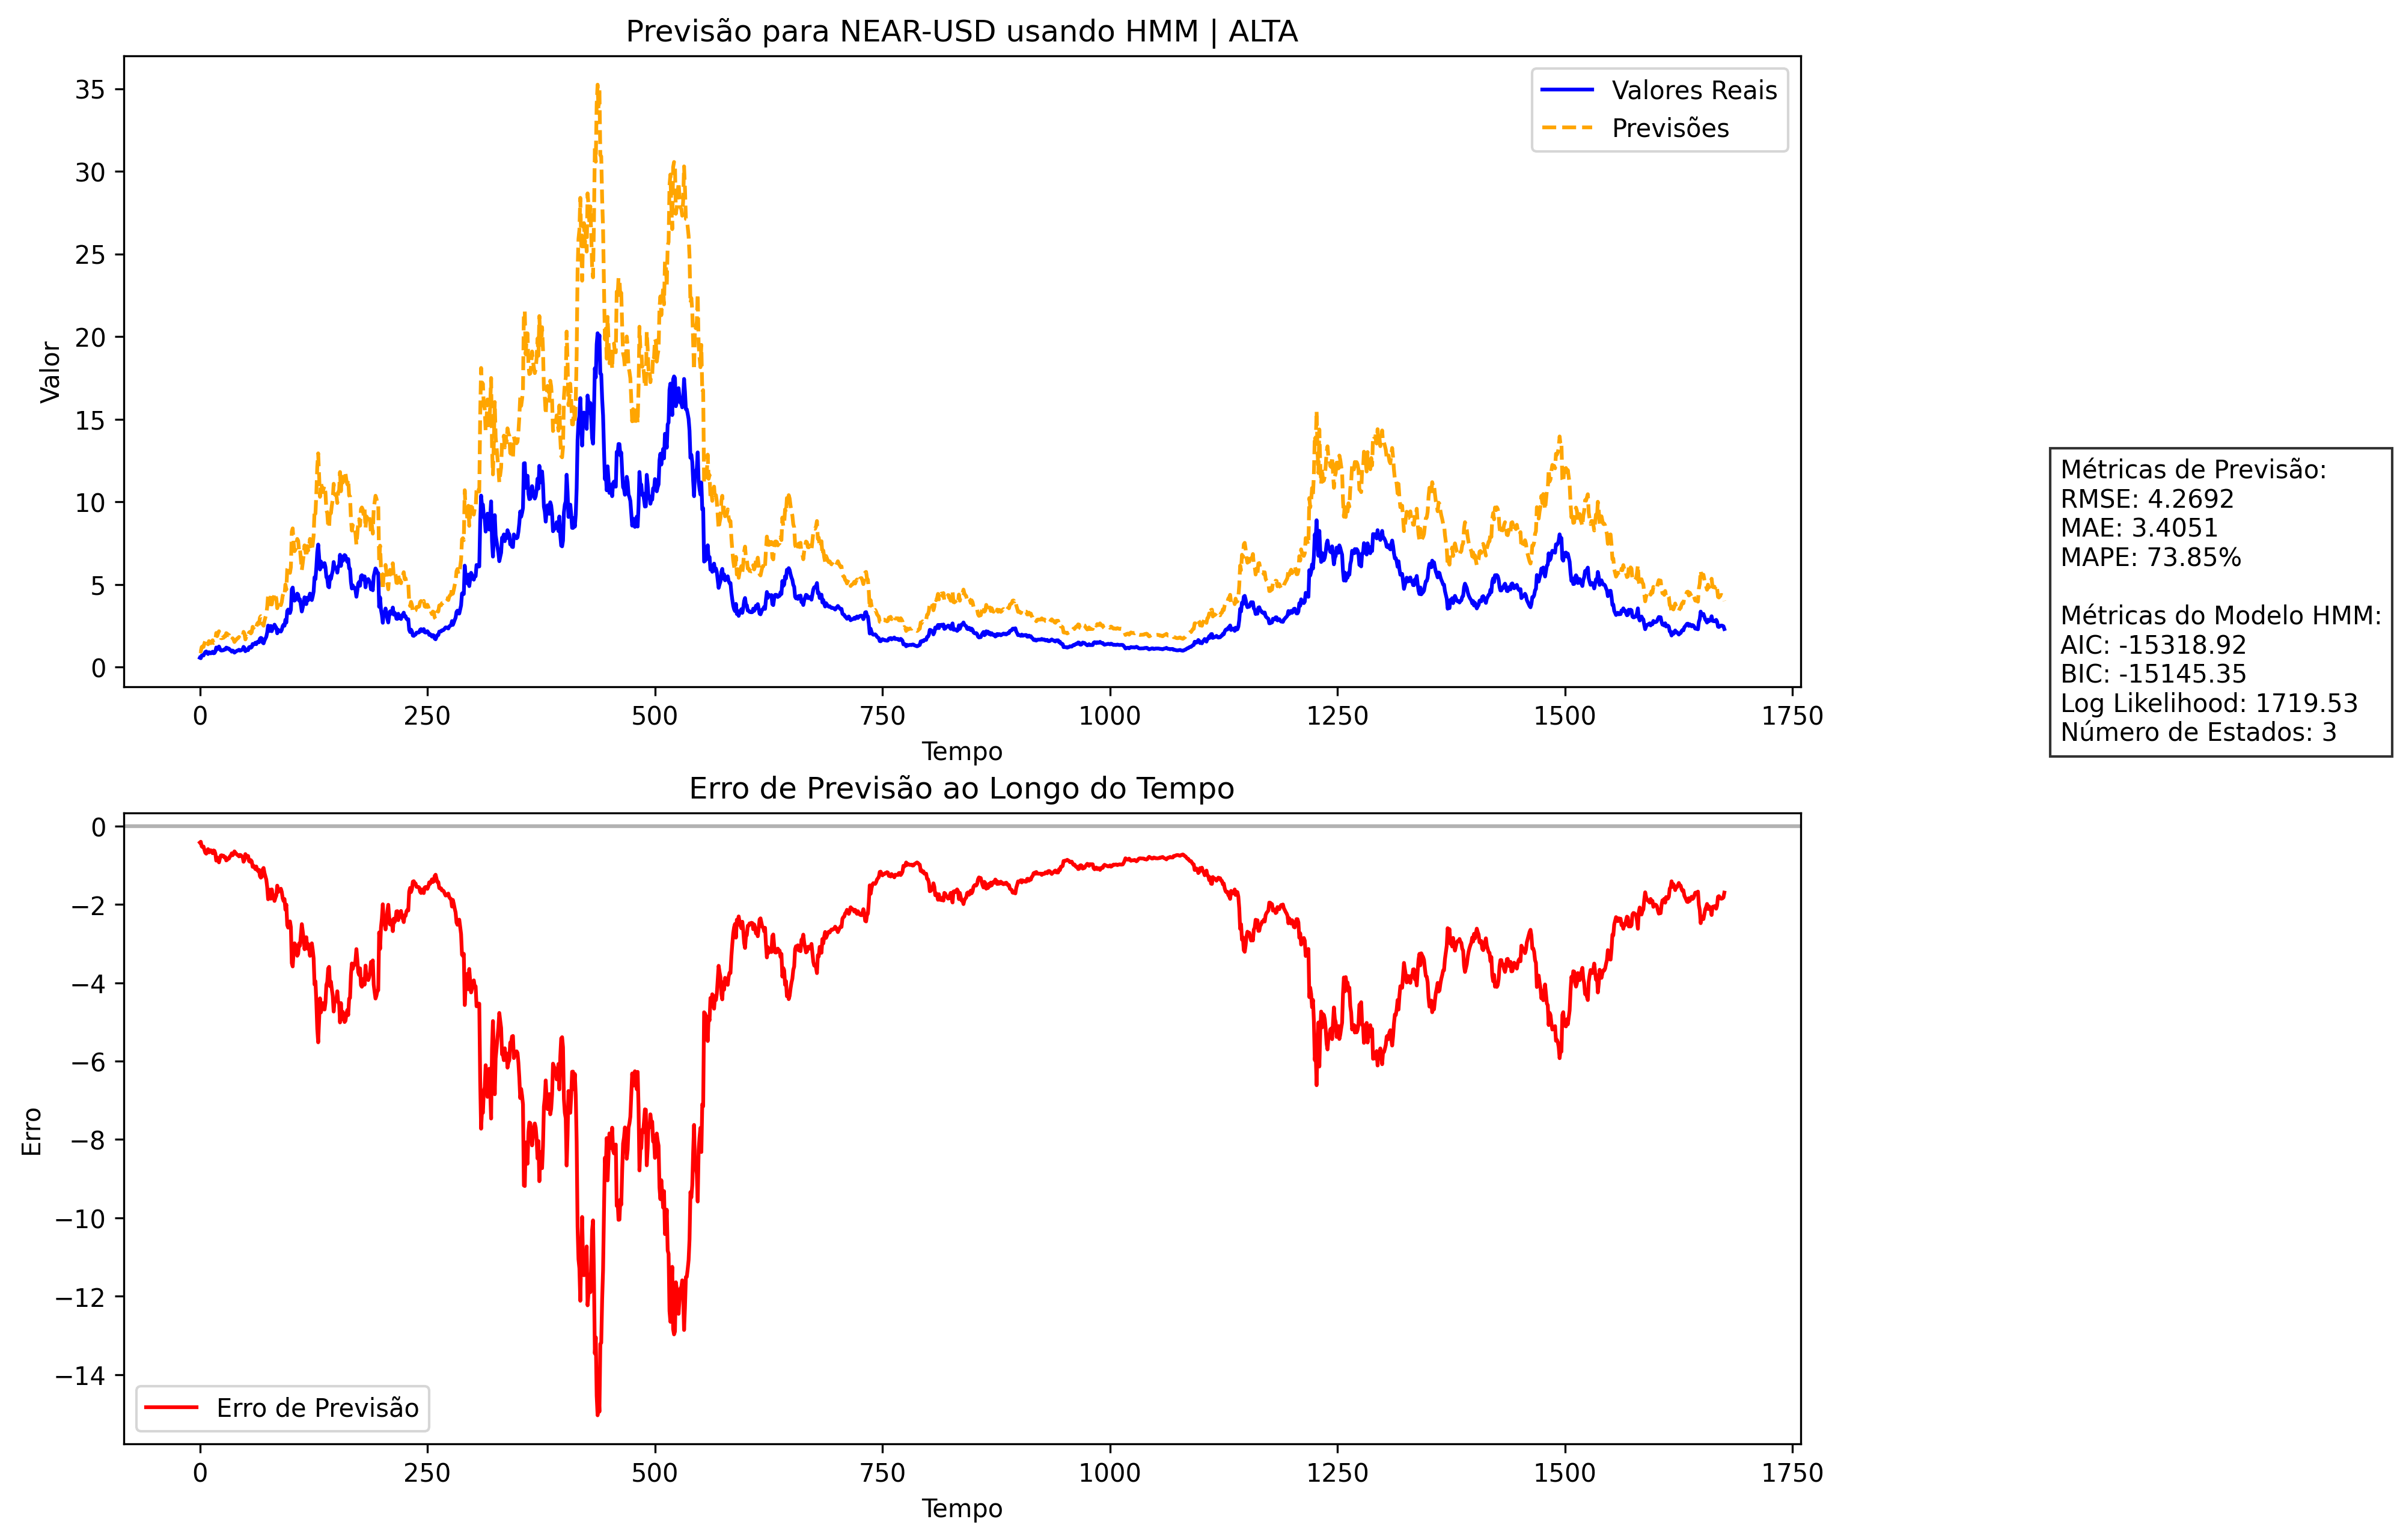 Previsão para NEAR-USD usando HMM | ALTA
Valores Reais
Previsões
35
30
25
20
15
10
5
0
Valor
0 250 500 750 1000 1250 1500 1750
Tempo
Métricas de Previsão:
RMSE: 4.2692
MAE: 3.4051
MAPE: 73.85%
Métricas do Modelo HMM:
AIC: -15318.92
BIC: -15145.35
Log Likelihood: 1719.53
Número de Estados: 3
Erro de Previsão ao Longo do Tempo
0
−2
−4
−6
−8
−10
−12
−14
Erro
Erro de Previsão
0 250 500 750 1000 1250 1500 1750
Tempo